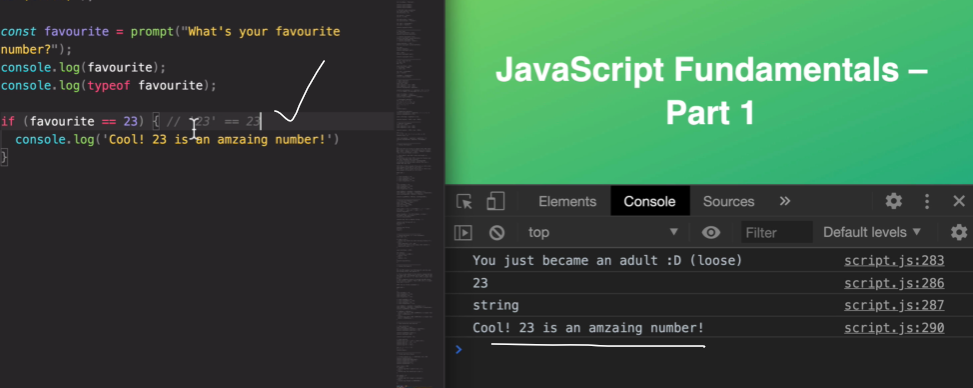 const favourite = prompt("What's your favourite
number?");
console.log(favourite);
console.log(typeof favourite);
if (favourite == 23) { // '23' == 23
console.log('Cool! 23 is an amzaing number!')
}
JavaScript Fundamentals –
Part 1
Elements Console Sources »
top Filter Default levels ▼
You just became an adult :D (loose) script.js:283
23 script.js:286
string script.js:287
Cool! 23 is an amzaing number! script.js:290
>